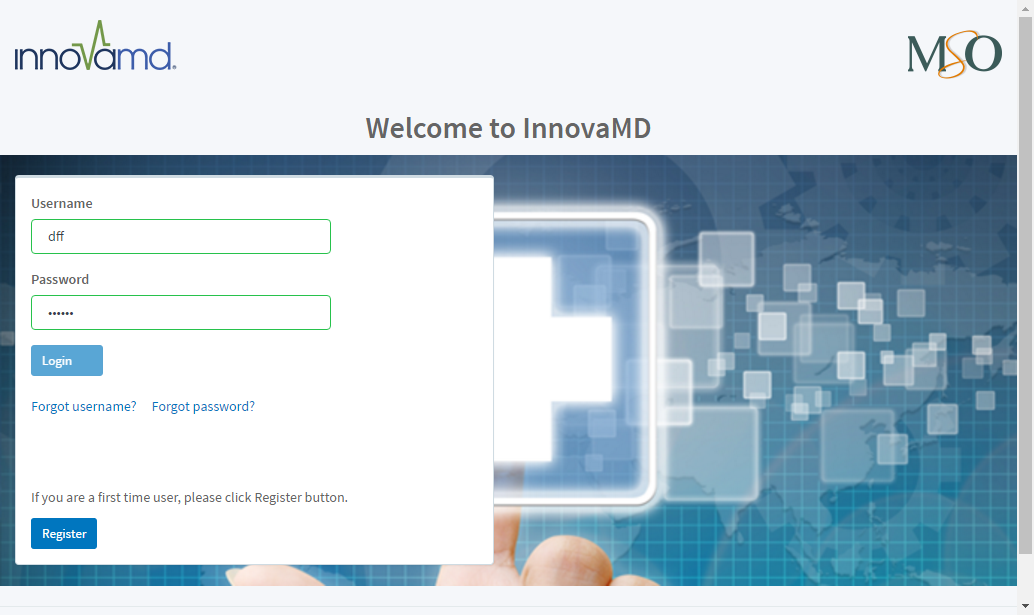 innovamd.
MSO
Welcome to InnovaMD
Username
dff
Password
••••••
Login
Forgot username? Forgot password?
If you are a first time user, please click Register button.
Register